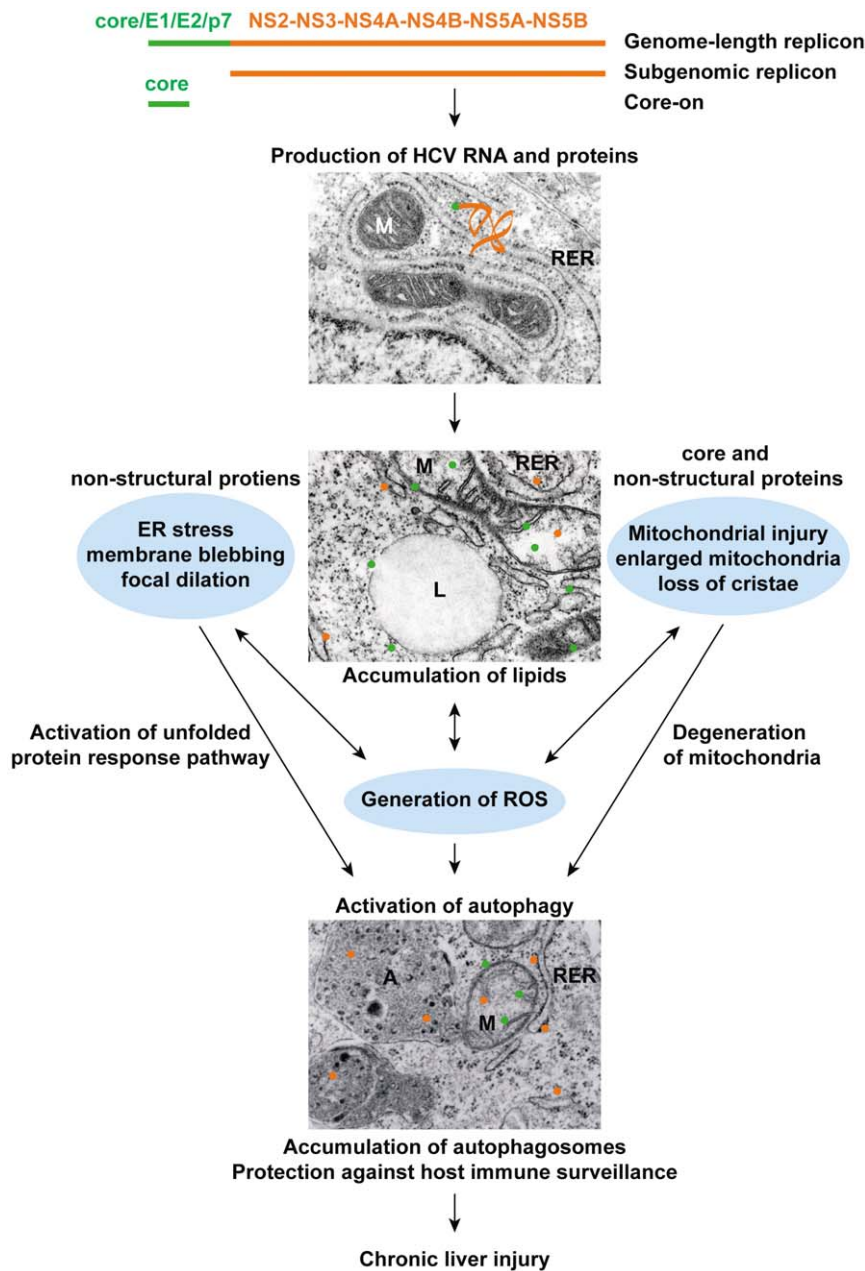 core/E1/E2/p7 NS2-NS3-NS4A-NS4B-NS5A-NS5B
Genome-length replicon
Subgenomic replicon
core
Core-on
Production of HCV RNA and proteins
M
RER
non-structural protiens
ER stress
membrane blebbing
focal dilation
M
RER
L
Accumulation of lipids
core and
non-structural proteins
Mitochondrial injury
enlarged mitochondria
loss of cristae
Activation of unfolded
protein response pathway
Generation of ROS
Degeneration
of mitochondria
Activation of autophagy
A
M
RER
Accumulation of autophagosomes
Protection against host immune surveillance
Chronic liver injury